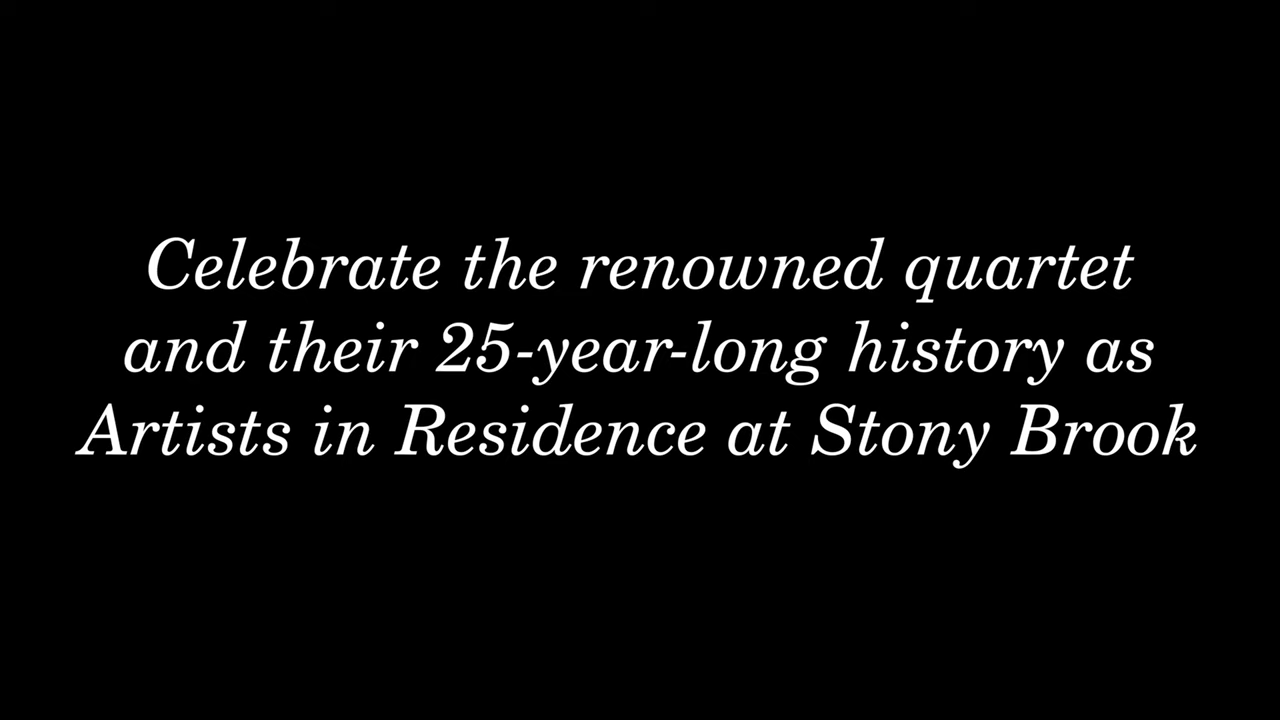 Celebrate the renowned quartet
and their 25-year-long history as
Artists in Residence at Stony Brook